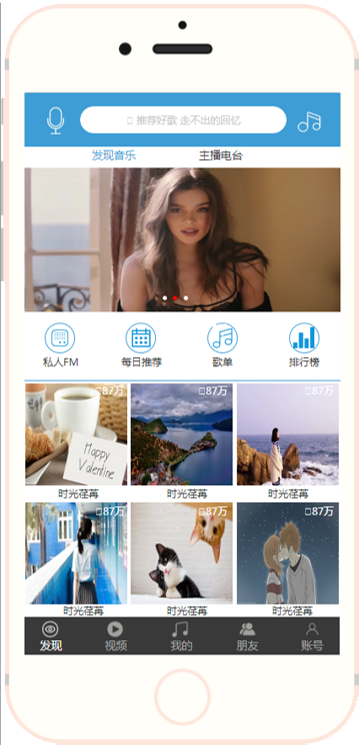 推荐好歌 走不出的回忆
发现音乐 主播电台
私人FM 每日推荐 歌单 排行榜
87万 87万 87万
Happy
Valentine
时光荏苒 时光荏苒 时光荏苒
87万 87万 87万
时光荏苒 时光荏苒 时光荏苒
发现 视频 我的 朋友 账号